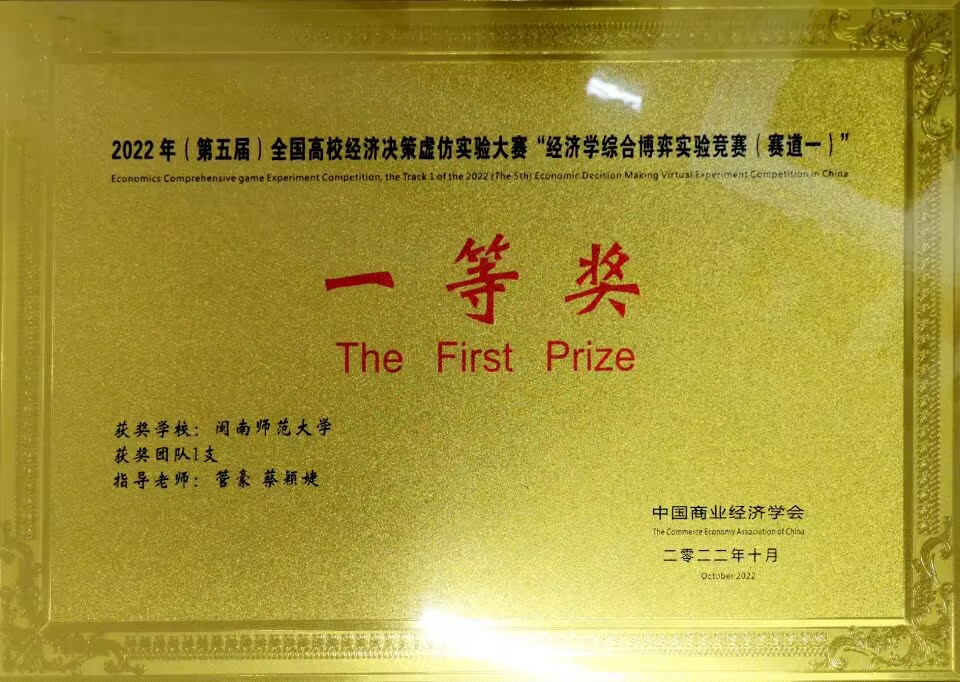 2022年（第五届）全国高校经济决策虚仿实验大赛“经济学综合博弈实验竞赛（赛道一）”
Economics Comprehensive game Experiment Competition, the Track 1 of the 2022 (The 5th) Economic Decision Making Virtual Experiment Competition in China
一等奖
The First Prize
获奖学校：闽南师范大学
获奖团队1支
指导老师：管豪 蔡颖婕
中国商业经济学会
The Commerce Economy Association of China
二零二二年十月
October 2022